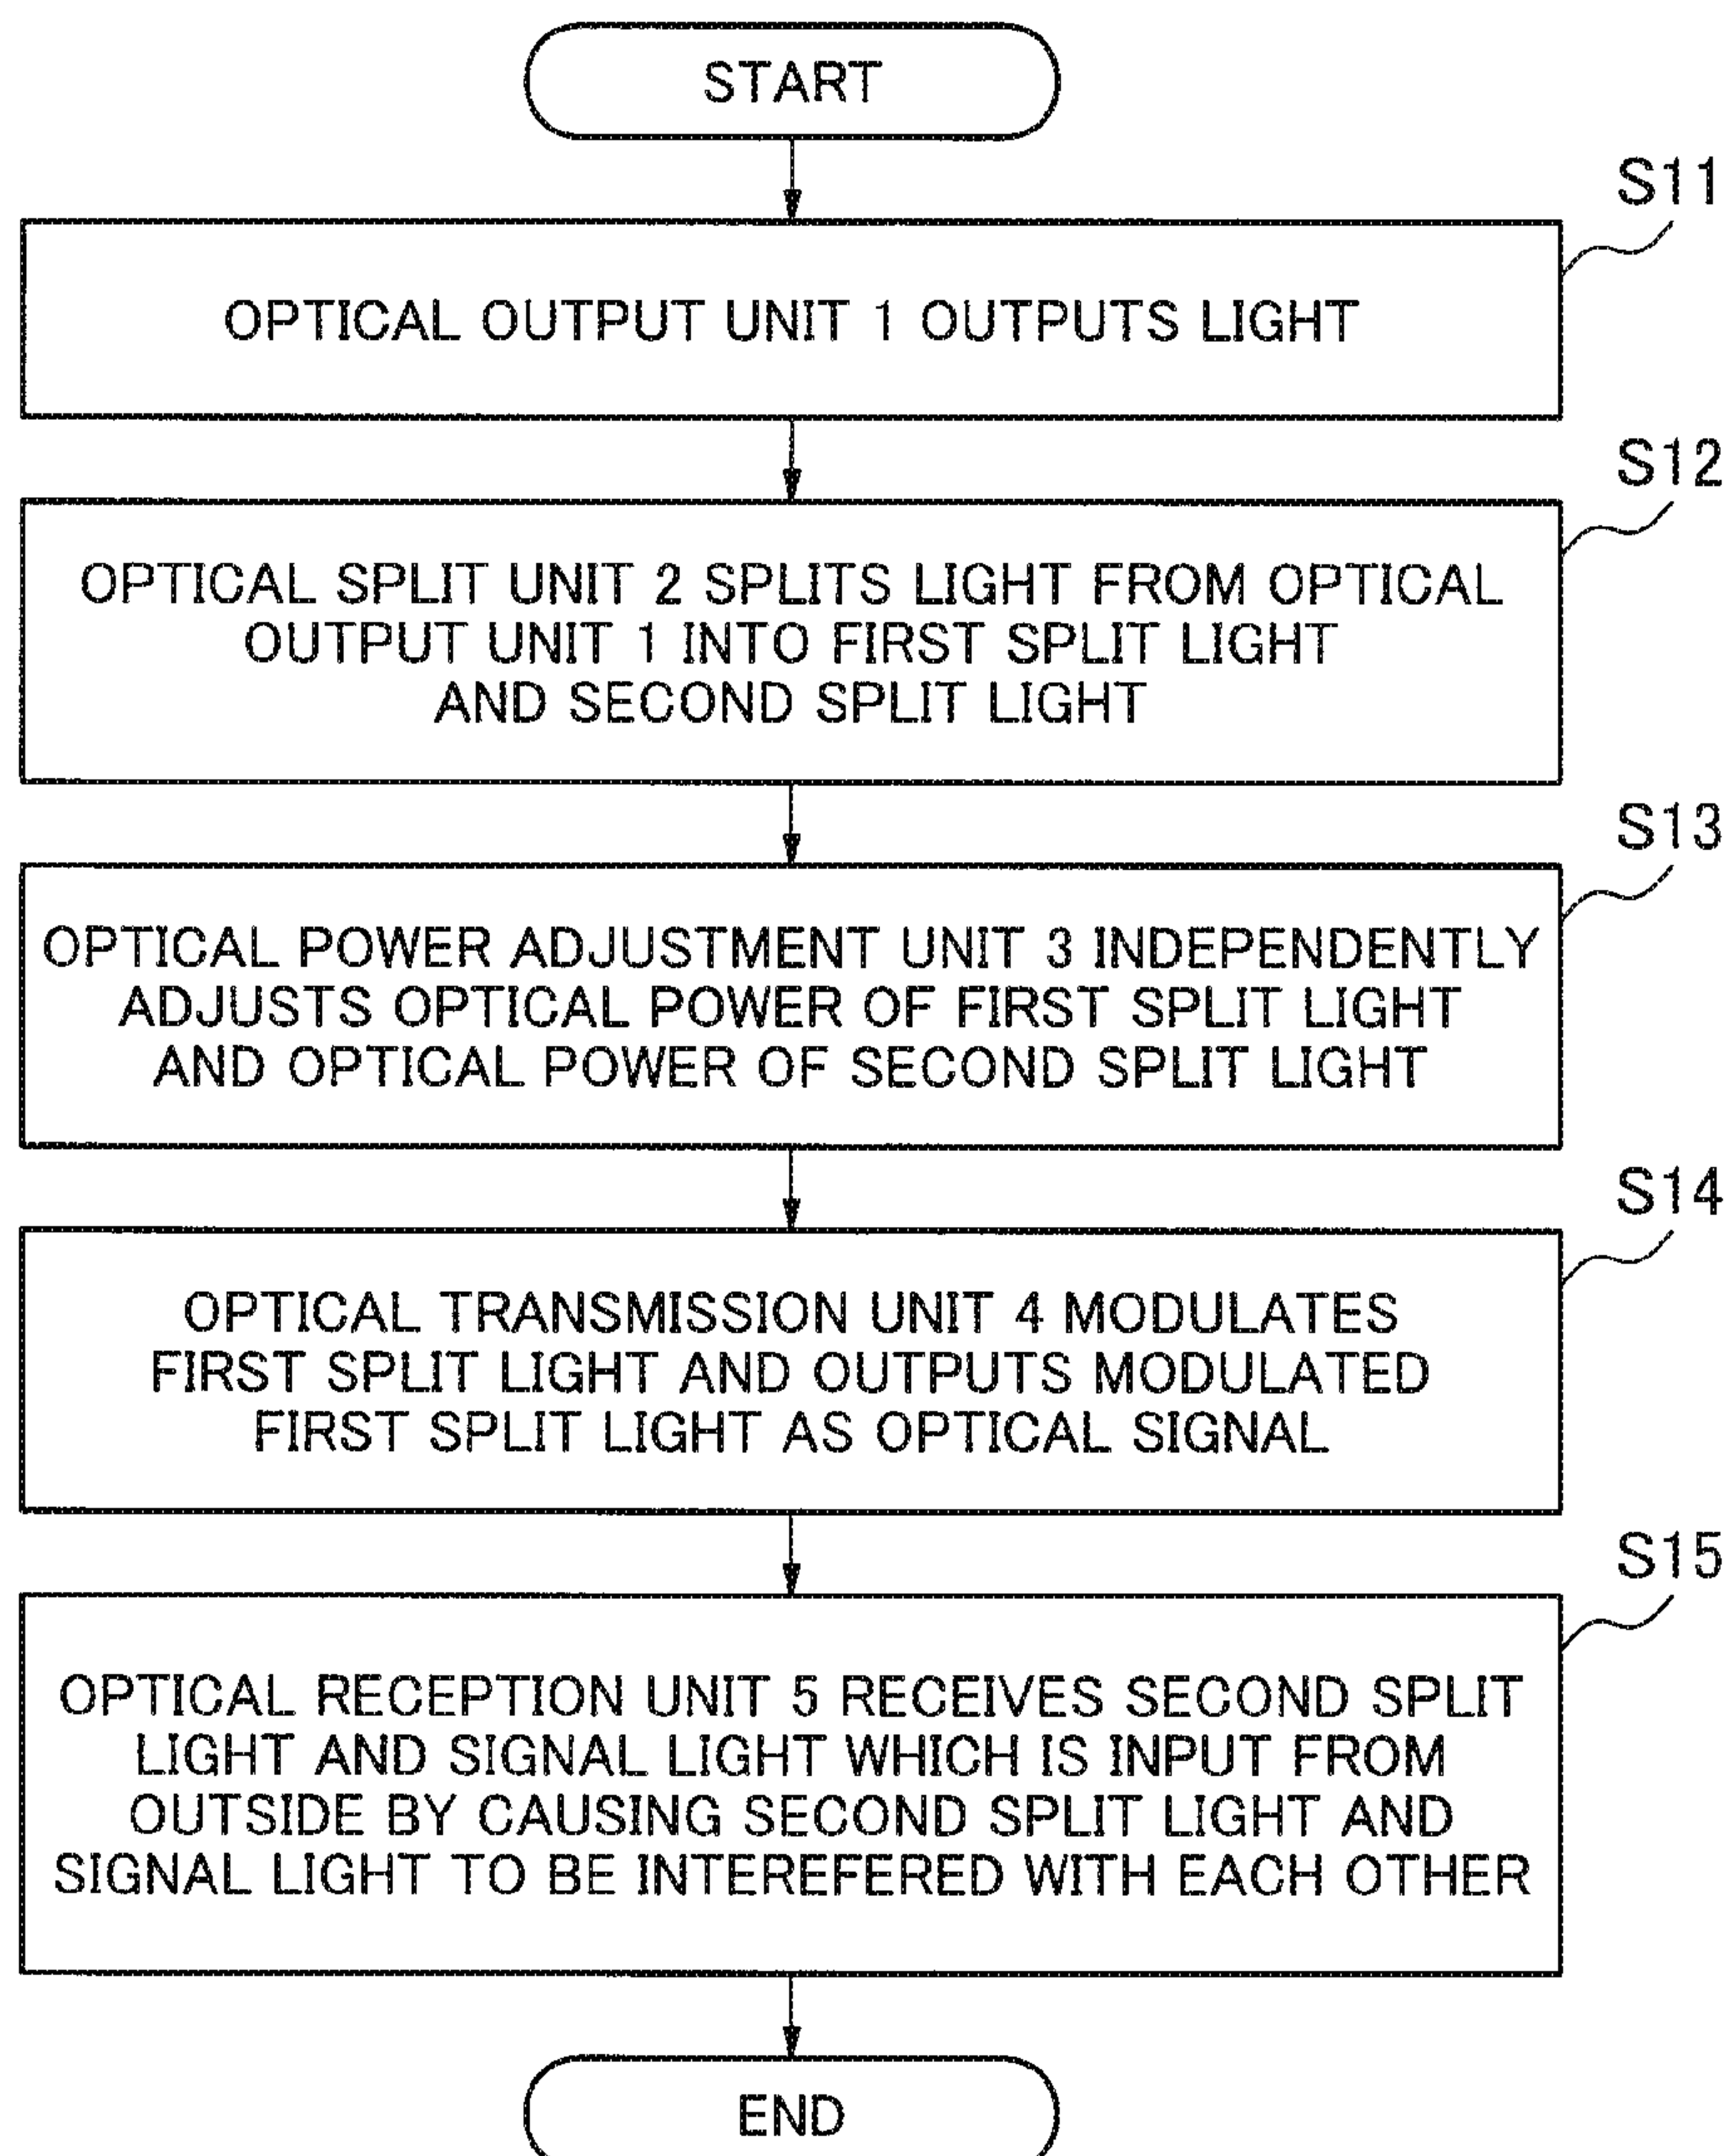 START
S11
OPTICAL OUTPUT UNIT 1 OUTPUTS LIGHT
S12
OPTICAL SPLIT UNIT 2 SPLITS LIGHT FROM OPTICAL
OUTPUT UNIT 1 INTO FIRST SPLIT LIGHT
AND SECOND SPLIT LIGHT
S13
OPTICAL POWER ADJUSTMENT UNIT 3 INDEPENDENTLY
ADJUSTS OPTICAL POWER OF FIRST SPLIT LIGHT
AND OPTICAL POWER OF SECOND SPLIT LIGHT
S14
OPTICAL TRANSMISSION UNIT 4 MODULATES
FIRST SPLIT LIGHT AND OUTPUTS MODULATED
FIRST SPLIT LIGHT AS OPTICAL SIGNAL
S15
OPTICAL RECEPTION UNIT 5 RECEIVES SECOND SPLIT
LIGHT AND SIGNAL LIGHT WHICH IS INPUT FROM
OUTSIDE BY CAUSING SECOND SPLIT LIGHT AND
SIGNAL LIGHT TO BE INTEREFERED WITH EACH OTHER
END